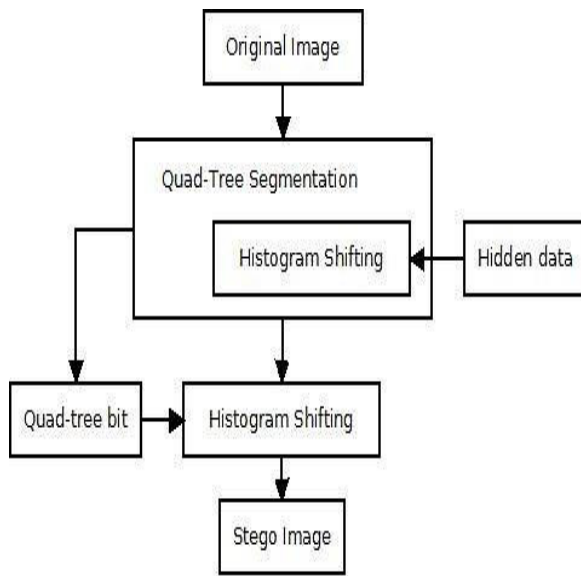 Original Image
Quad-Tree Segmentation
Histogram Shifting
Hidden data
Quad-tree bit
Histogram Shifting
Stego Image